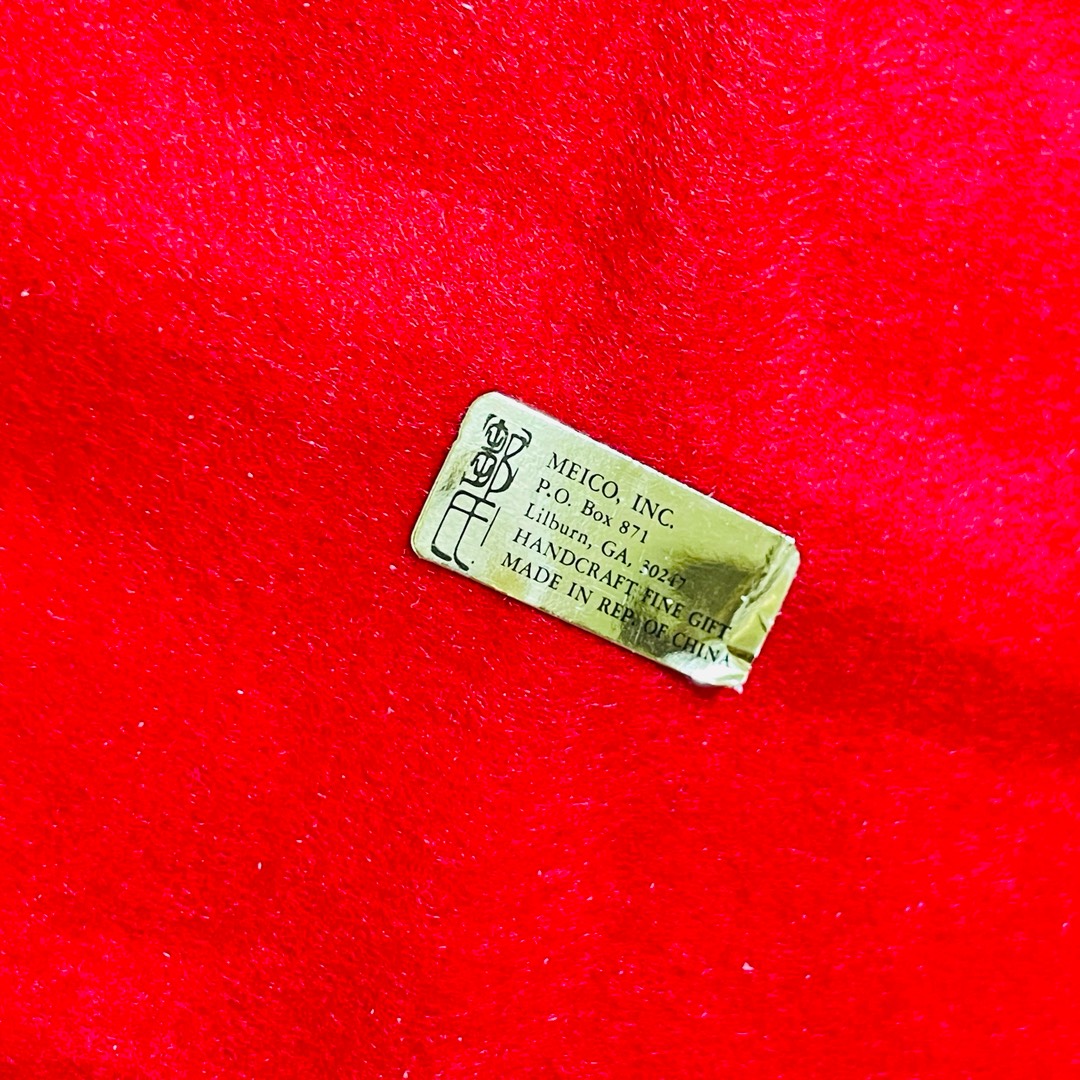 MEICO, INC.
P.O. Box 871
Lilburn, GA, 30247
HANDCRAFT FINE GIFT
MADE IN REP. OF CHINA